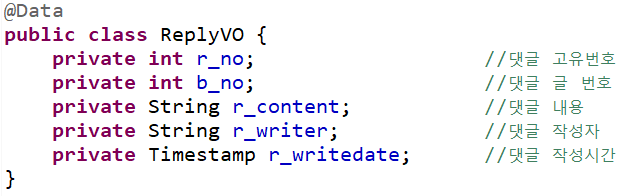 @Data
public class ReplyVO {
    private int r_no;                    //댓글 고유번호
    private int b_no;                    //댓글 글 번호
    private String r_content;            //댓글 내용
    private String r_writer;             //댓글 작성자
    private Timestamp r_writedate;       //댓글 작성시간
}